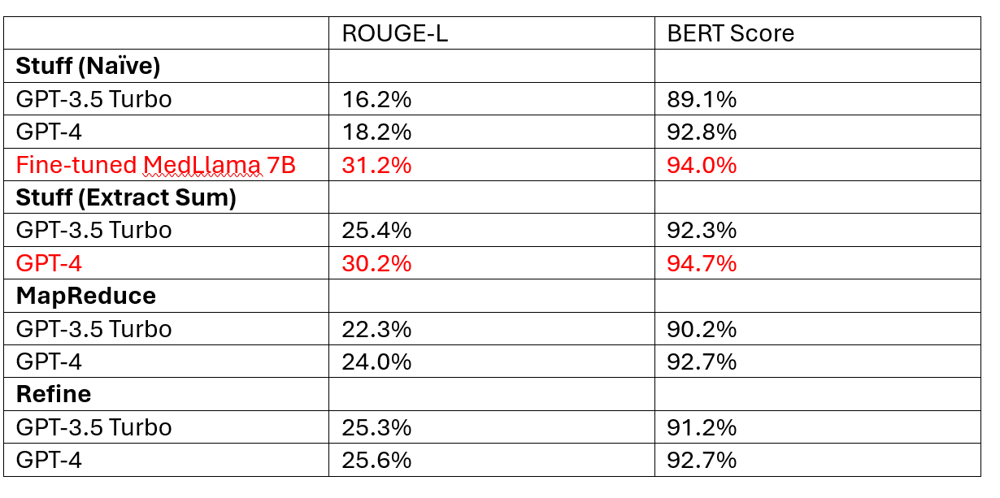 ROUGE-L BERT Score
Stuff (Naïve)
GPT-3.5 Turbo 16.2% 89.1%
GPT-4 18.2% 92.8%
Fine-tuned MedLlama 7B 31.2% 94.0%
Stuff (Extract Sum)
GPT-3.5 Turbo 25.4% 92.3%
GPT-4 30.2% 94.7%
MapReduce
GPT-3.5 Turbo 22.3% 90.2%
GPT-4 24.0% 92.7%
Refine
GPT-3.5 Turbo 25.3% 91.2%
GPT-4 25.6% 92.7%